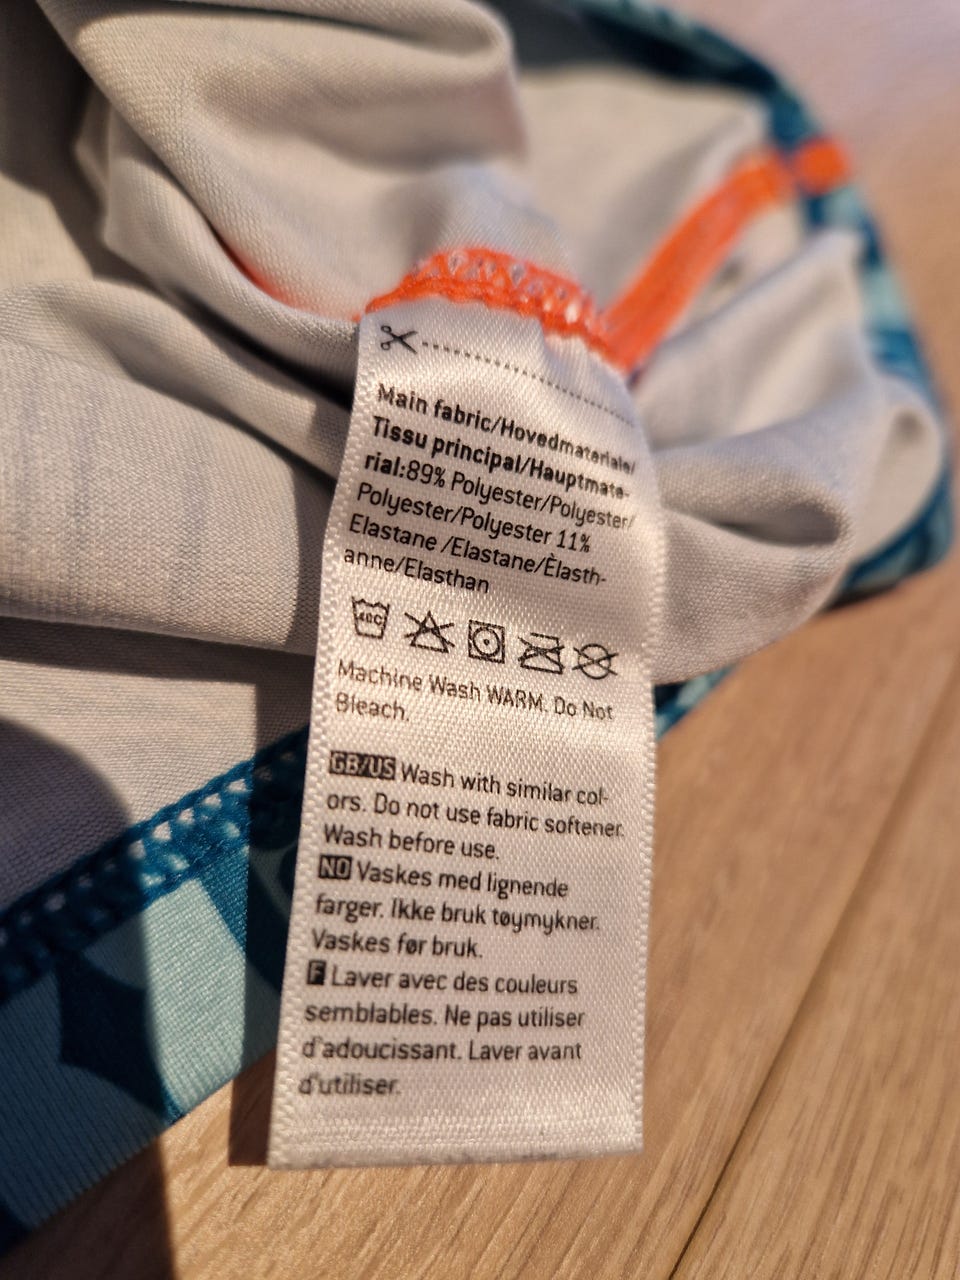 Main fabric/Hovedmateriale/
Tissu principal/Hauptmate-
rial:89% Polyester/Polyester/
Polyester/Polyester 11%
Elastane /Elastane/Èlasth-
anne/Elasthan
40C
Machine Wash WARM. Do Not
Bleach.
GB/US Wash with similar col-
ors. Do not use fabric softener.
Wash before use.
NO Vaskes med lignende
farger. Ikke bruk tøymykner.
Vaskes før bruk.
F Laver avec des couleurs
semblables. Ne pas utiliser
d'adoucissant. Laver avant
d'utiliser.